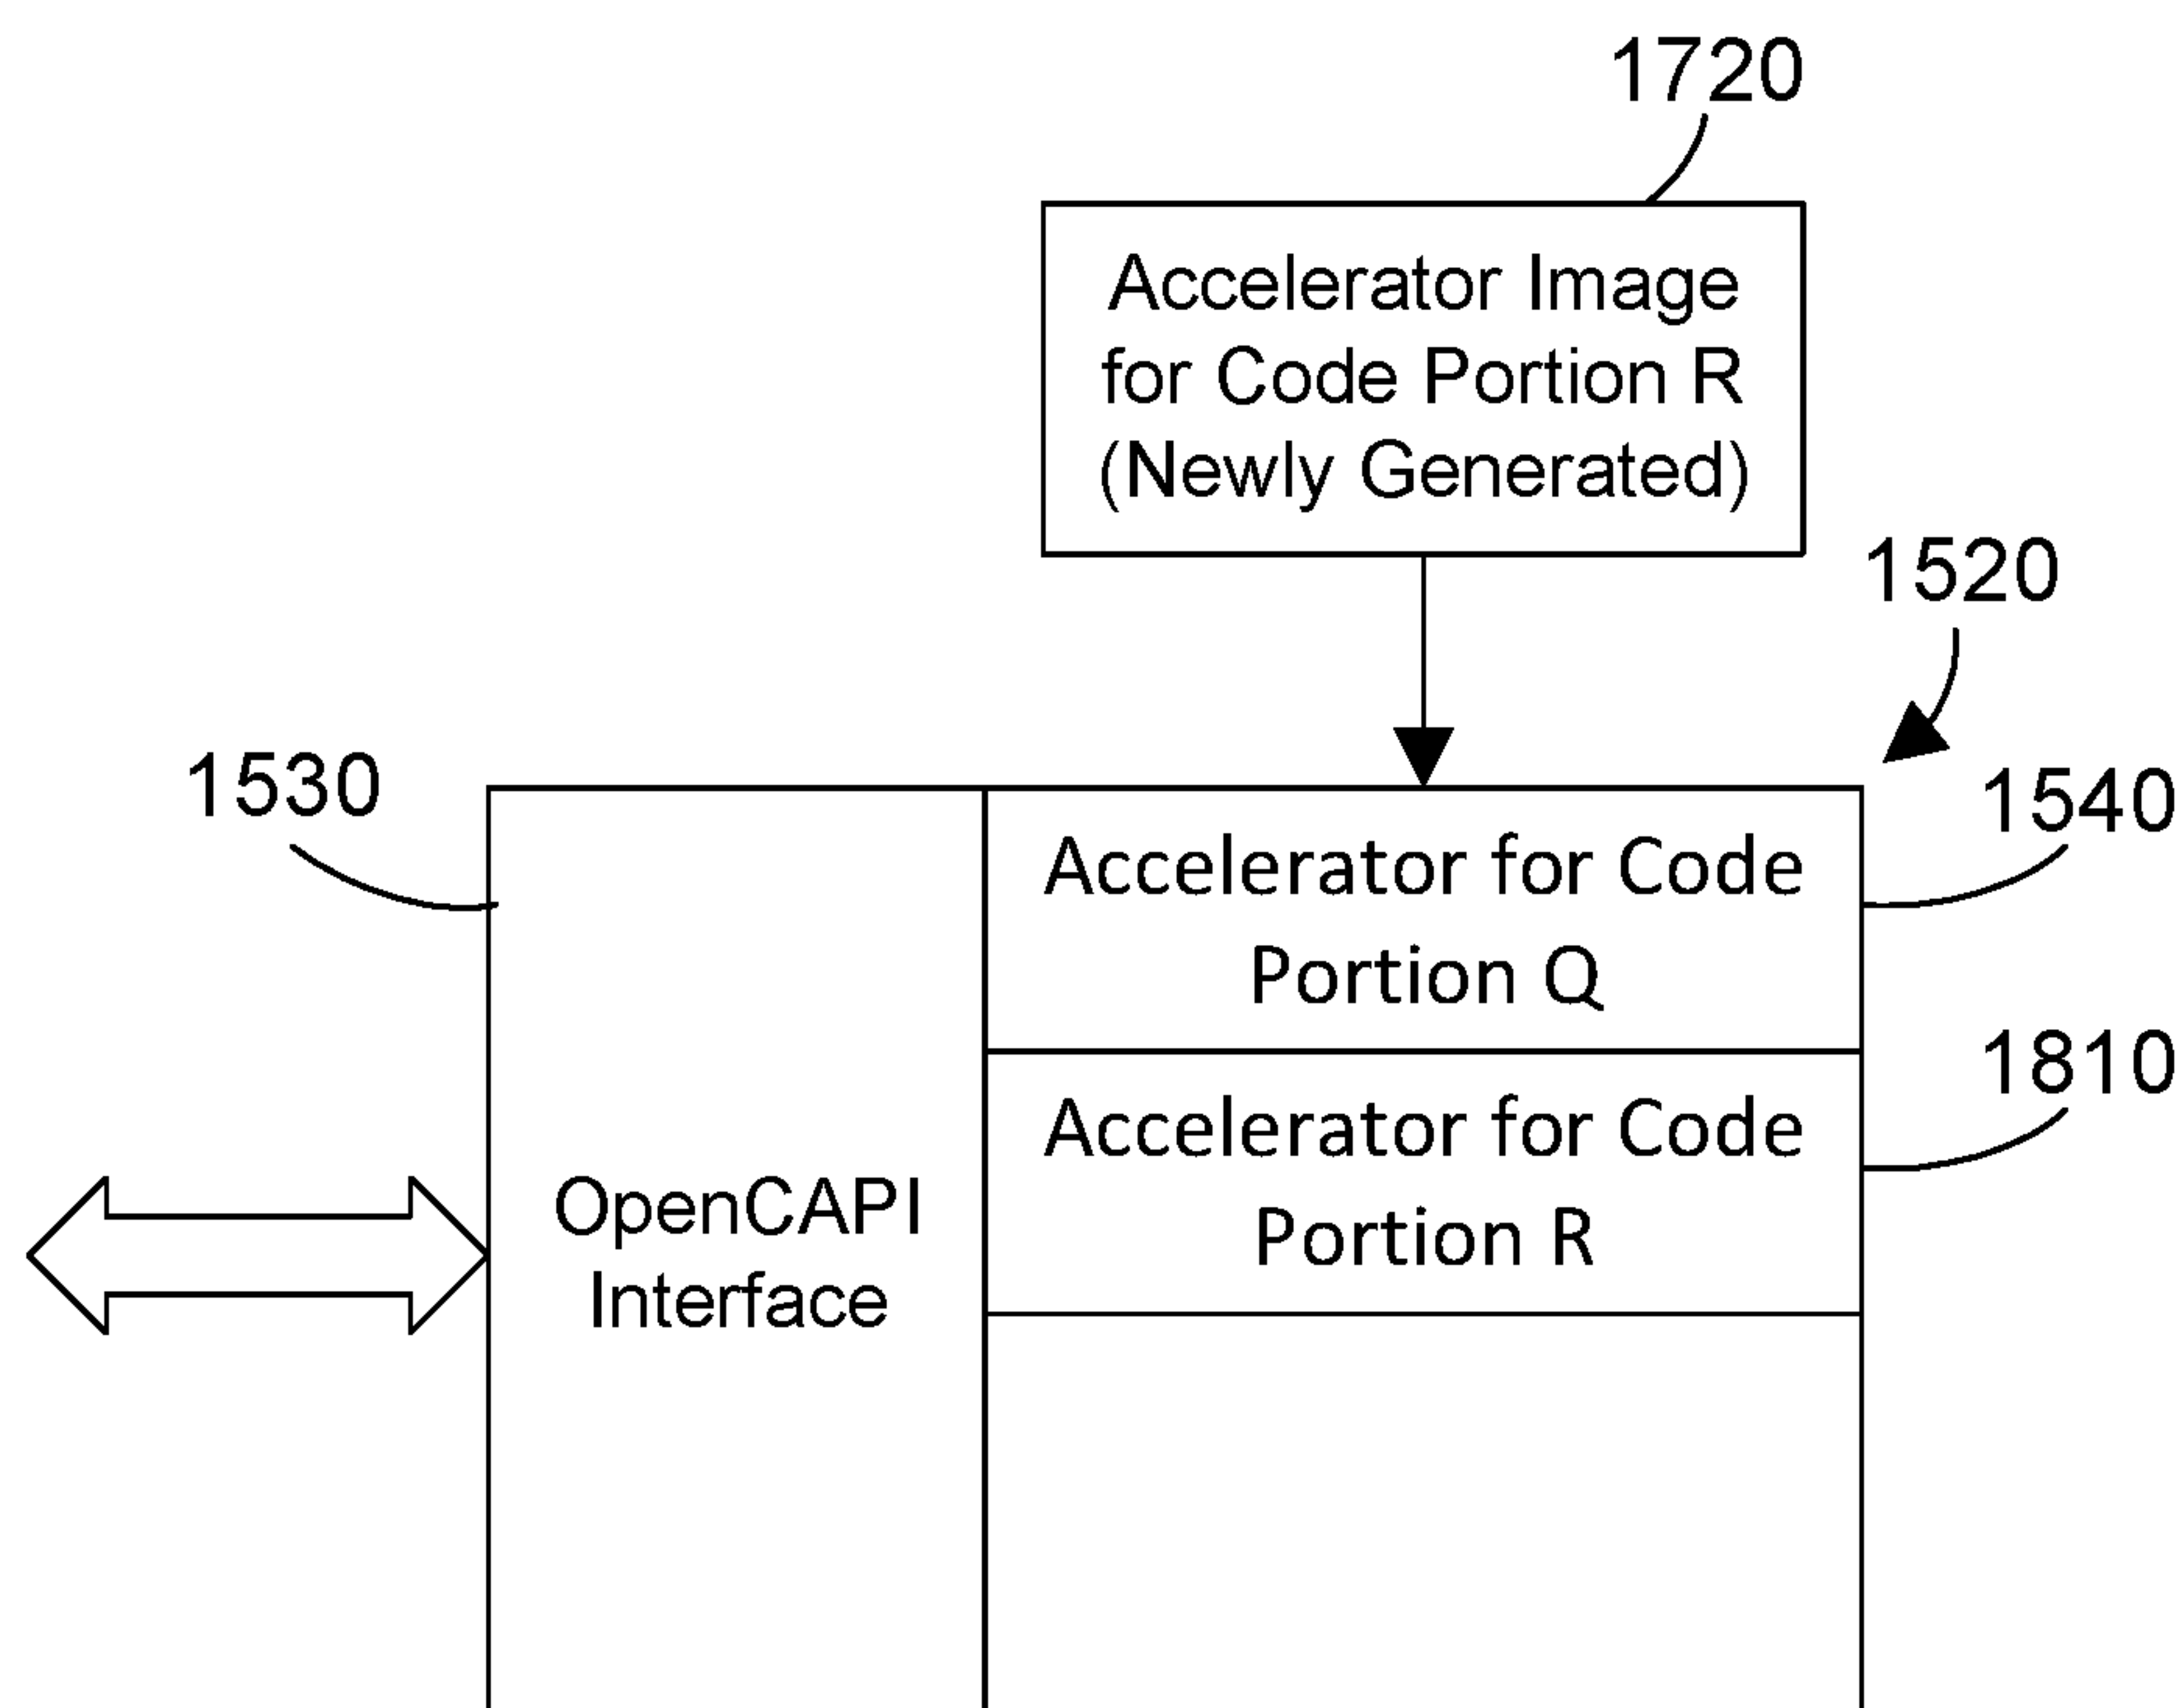 1720
Accelerator Image
for Code Portion R
(Newly Generated)
1520
1530
1540
Accelerator for Code
Portion Q
1810
Accelerator for Code
Portion R
OpenCAPI
Interface